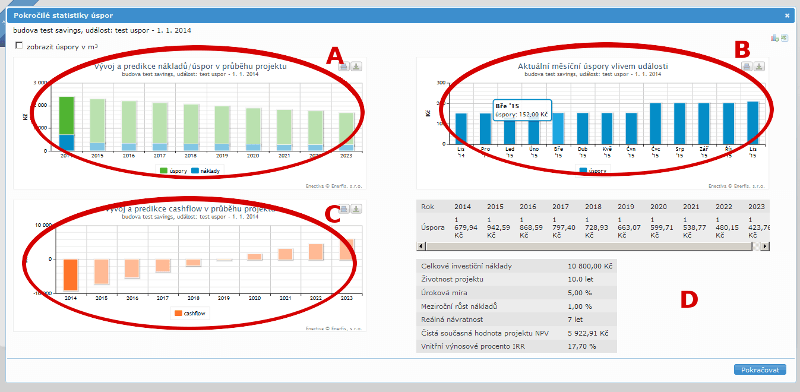 Pokročilé statistiky úspor
budova test savings, událost: test uspor - 1. 1. 2014
zobrazit úspory v m³
A
Vývoj a predikce nákladů/úspor v průběhu projektu
budova test savings, událost: test uspor - 1. 1. 2014
Kč
3 000
2 000
0
2015 2016 2017 2018 2019 2020 2021 2022 2023
úspory náklady
Enectiva © Enerfis, s.r.o.
B
Aktuální měsíční úspory vlivem události
budova test savings, událost: test uspor - 1. 1. 2014
Kč
300
0
Bře '15
úspory: 152,00 Kč
Lis '14 Pro '14 Led '15 Úno '15 Bře '15 Dub '15 Kvě '15 Čvn '15 Čvc '15 Srp '15 Zář '15 Říj '15 Lis '15
úspory
Enectiva © Enerfis, s.r.o.
C
Vývoj a predikce cashflow v průběhu projektu
budova test savings, událost: test uspor - 1. 1. 2014
10 000
0
-10 000
2014 2015 2016 2017 2018 2019 2020 2021 2022 2023
cashflow
Enectiva © Enerfis, s.r.o.
Rok 2014 2015 2016 2017 2018 2019 2020 2021 2022 2023
Úspora 1 679,94 Kč 1 942,59 Kč 1 868,59 Kč 1 797,40 Kč 1 728,93 Kč 1 663,07 Kč 1 599,71 Kč 1 538,77 Kč 1 480,15 Kč 1 423,76 Kč
Celkové investiční náklady 10 800,00 Kč
Životnost projektu 10,0 let
Úroková míra 5,00 %
Meziroční růst nákladů 1,00 %
Reálná návratnost 7 let
Čistá současná hodnota projektu NPV 5 922,91 Kč
Vnitřní výnosové procento IRR 17,70 %
D
Pokračovat